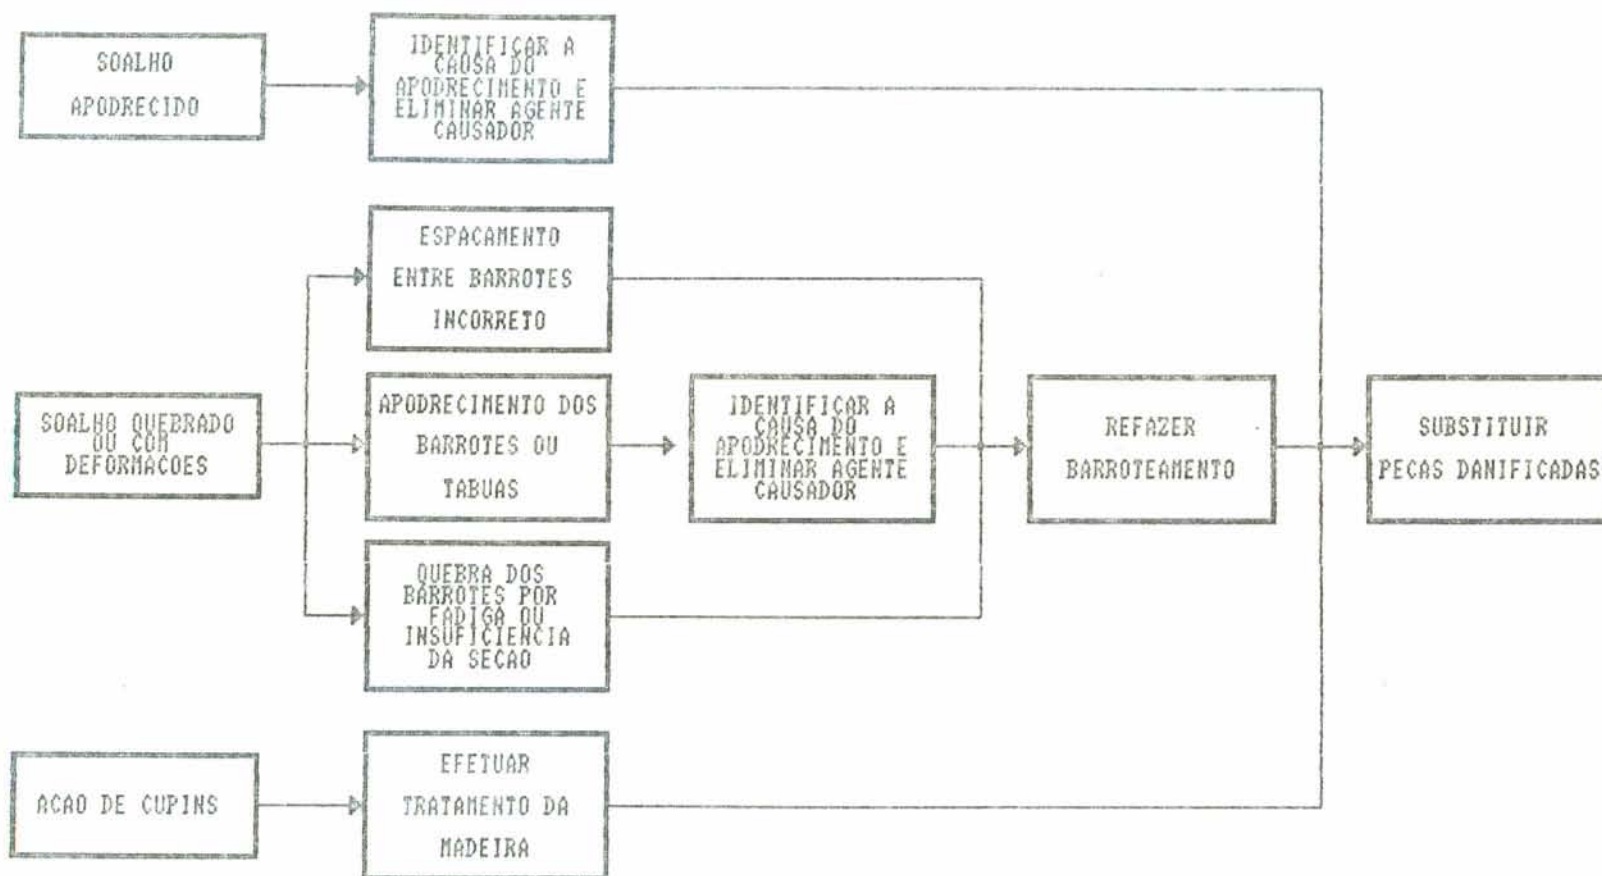 SOALHO
APODRECIDO
IDENTIFICAR A
CAUSA DO
APODRECIMENTO E
ELIMINAR AGENTE
CAUSADOR
ESPACAMENTO
ENTRE BARROTES
INCORRETO
SOALHO QUEBRADO
OU COM
DEFORMACOES
APODRECIMENTO DOS
BARROTES OU
TABUAS
IDENTIFICAR A
CAUSA DO
APODRECIMENTO E
ELIMINAR AGENTE
CAUSADOR
REFAZER
BARROTEAMENTO
SUBSTITUIR
PECAS DANIFICADAS
QUEBRA DOS
BARROTES POR
FADIGA OU
INSUFICIENCIA
DA SECAO
ACAO DE CUPINS
EFETUAR
TRATAMENTO DA
MADEIRA